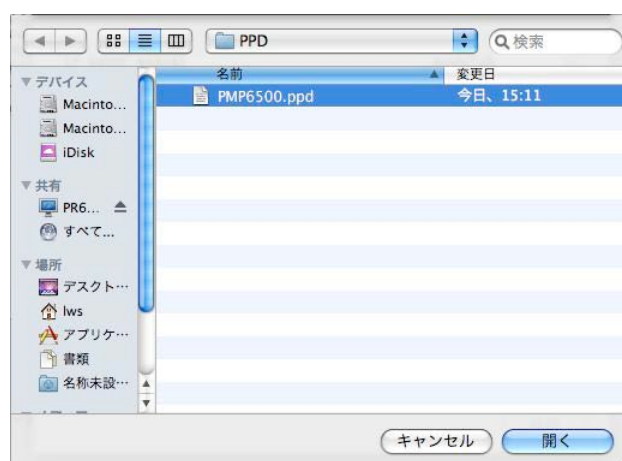 PPD
検索
デバイス
Macinto...
Macinto...
iDisk
共有
PR6...
すべて...
場所
デスクト…
lws
アプリケ…
書類
名称未設…
名前
変更日
PMP6500.ppd
今日、15:11
キャンセル
開く